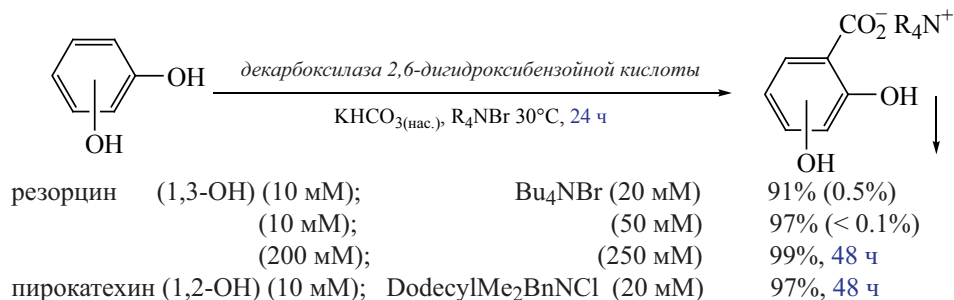 CO₂⁻ R₄N⁺
OH
OH
декарбоксилаза 2,6-дигидроксибензойной кислоты
KHCO₃(нас.), R₄NBr 30°C, 24 ч
OH
OH
резорцин (1,3-OH) (10 мМ); Bu₄NBr (20 мМ) 91% (0.5%)
(10 мМ); (50 мМ) 97% (< 0.1%)
(200 мМ); (250 мМ) 99%, 48 ч
пирокатехин (1,2-OH) (10 мМ); DodecylMe₂BnNCl (20 мМ) 97%, 48 ч